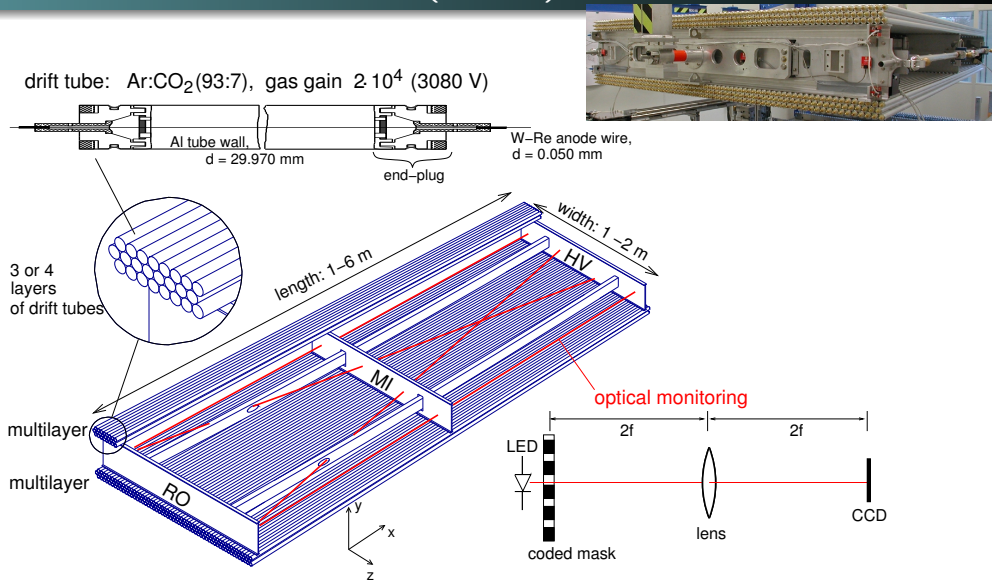 drift tube: Ar:CO₂(93:7), gas gain 2·10⁴ (3080 V)
Al tube wall,
d = 29.970 mm
W−Re anode wire,
d = 0.050 mm
end−plug
3 or 4
layers
of drift tubes
length: 1−6 m
width: 1−2 m
HV
MI
RO
multilayer
multilayer
optical monitoring
2f
2f
LED
coded mask
lens
CCD
y
x
z